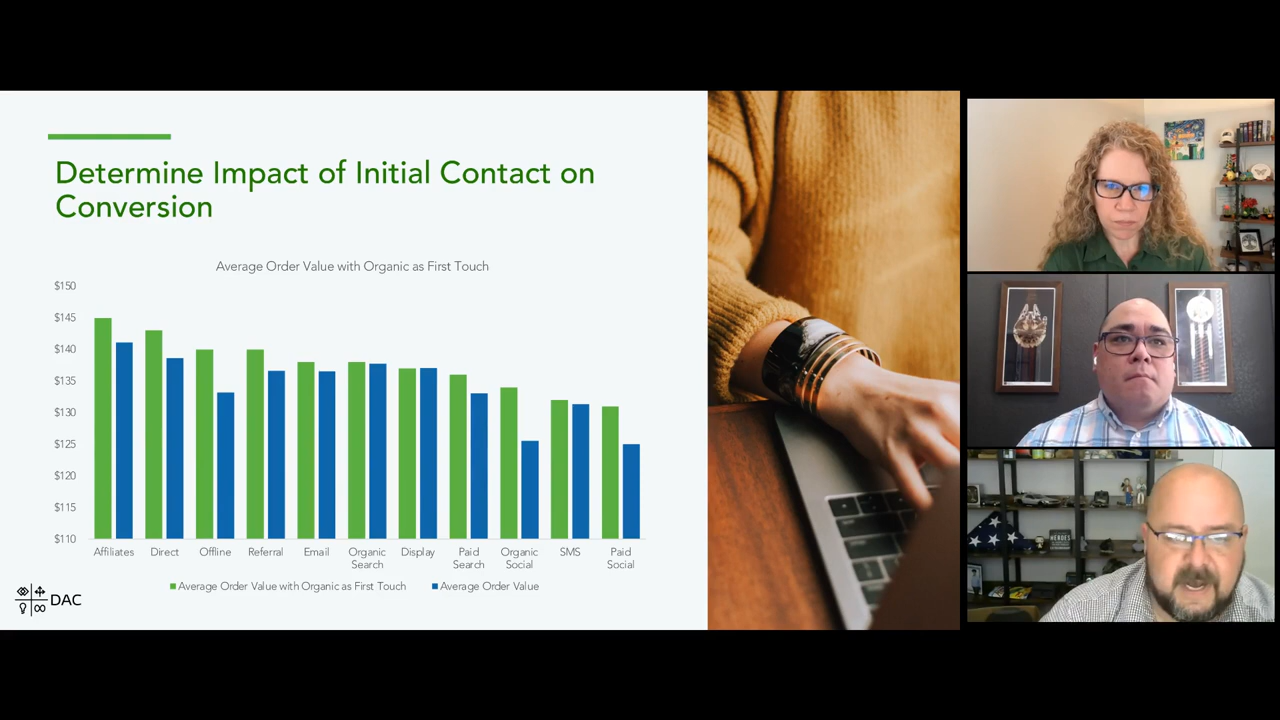 Determine Impact of Initial Contact on
Conversion
Average Order Value with Organic as First Touch
$150
$145
$140
$135
$130
$125
$120
$115
$110
Affiliates
Direct
Offline
Referral
Email
Organic
Search
Display
Paid
Search
Organic
Social
SMS
Paid
Social
Average Order Value with Organic as First Touch
Average Order Value
DAC
HEROES